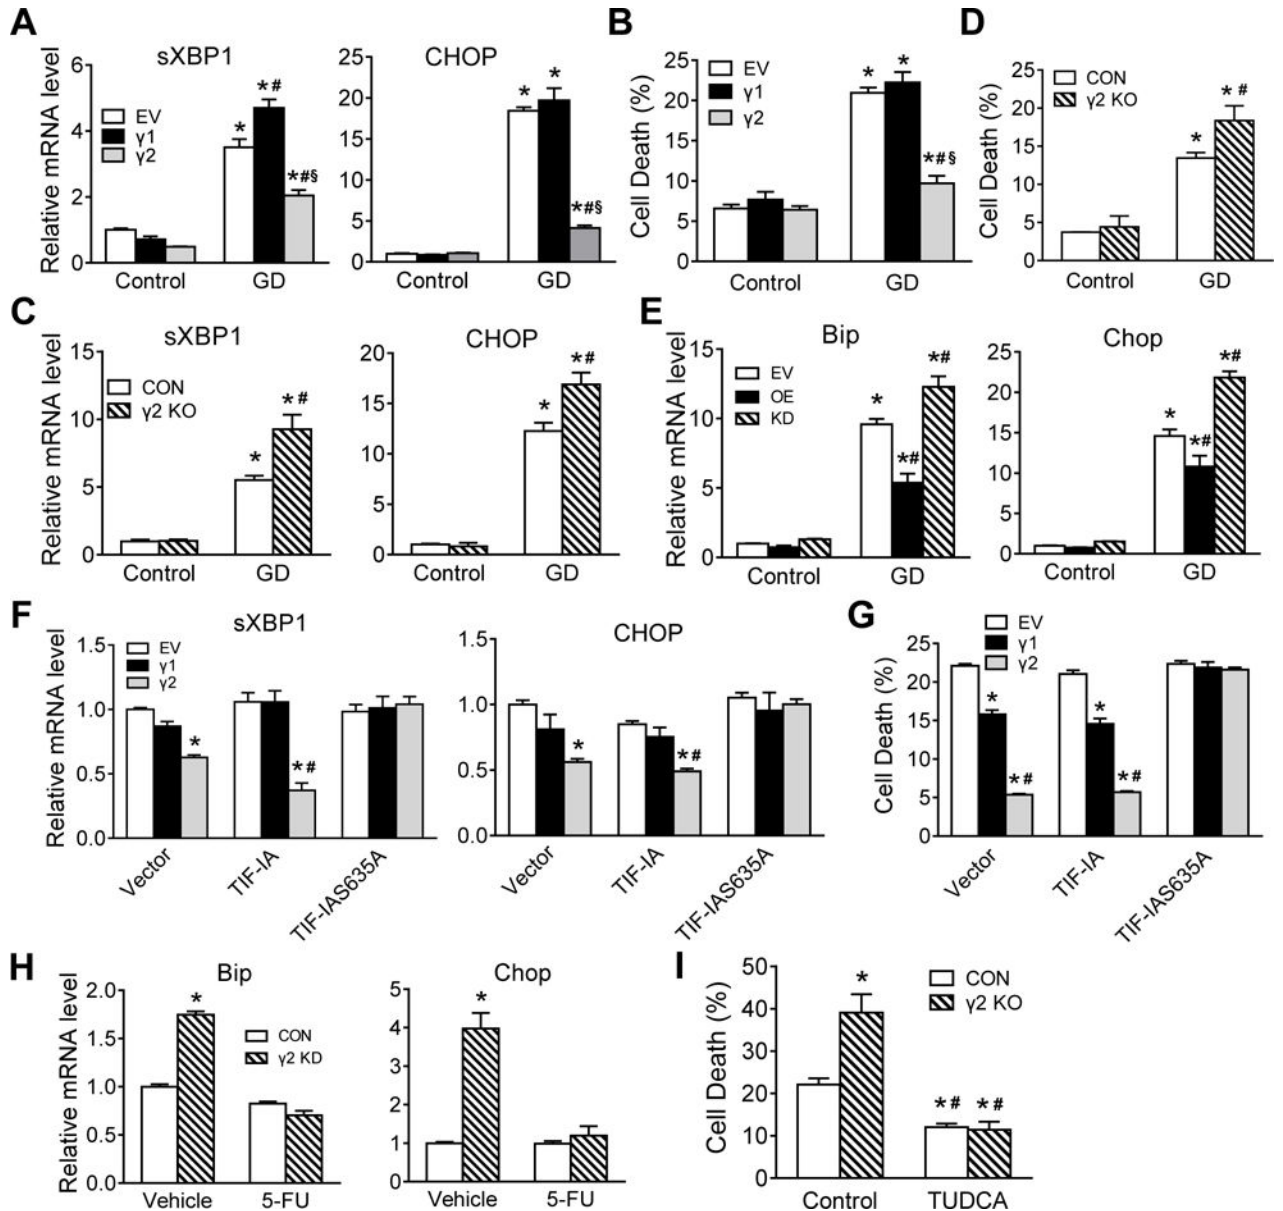 A
sXBP1
Relative mRNA level
6
4
2
0
EV
γ1
γ2
*
*#
*#§
Control
GD
CHOP
25
20
15
10
5
0
*
*
*#§
Control
GD
B
Cell Death (%)
25
20
15
10
5
0
EV
γ1
γ2
*
*
*#§
Control
GD
D
Cell Death (%)
25
20
15
10
5
0
CON
γ2 KO
*
* #
Control
GD
C
sXBP1
Relative mRNA level
15
10
5
0
CON
γ2 KO
*
*#
Control
GD
CHOP
20
15
10
5
0
*
*#
Control
GD
E
Bip
Relative mRNA level
15
10
5
0
EV
OE
KD
*
*#
*#
Control
GD
Chop
25
20
15
10
5
0
*
*#
*#
Control
GD
F
sXBP1
Relative mRNA level
1.5
1.0
0.5
0.0
EV
γ1
γ2
*
*#
Vector
TIF-IA
TIF-IAS635A
CHOP
1.5
1.0
0.5
0.0
*
*#
Vector
TIF-IA
TIF-IAS635A
G
Cell Death (%)
25
20
15
10
5
0
EV
γ1
γ2
*
*#
*
*#
Vector
TIF-IA
TIF-IAS635A
H
Bip
Relative mRNA level
2.0
1.5
1.0
0.5
0.0
CON
γ2 KD
*
Vehicle
5-FU
Chop
5
4
3
2
1
0
*
Vehicle
5-FU
I
Cell Death (%)
50
40
30
20
10
0
CON
γ2 KO
*
*#
*#
Control
TUDCA